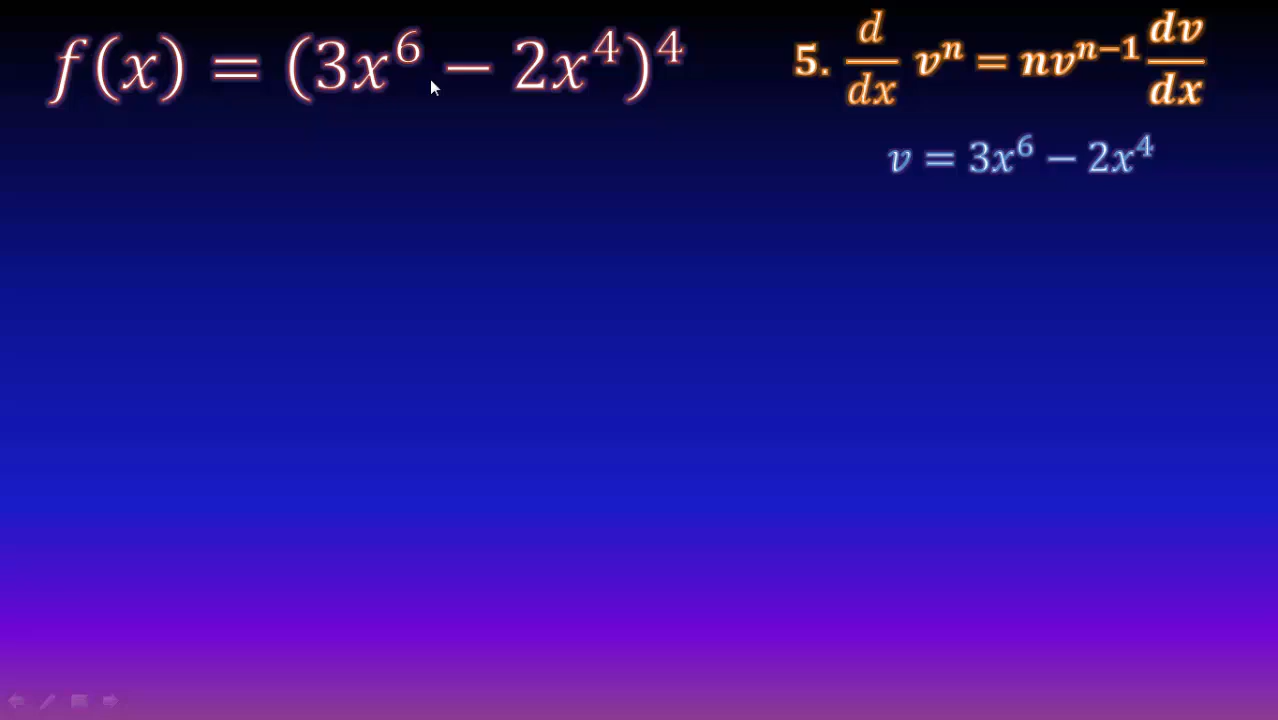 f(x) = (3x⁶ − 2x⁴)⁴
5. d/dx vⁿ = nvⁿ⁻¹ dv/dx
v = 3x⁶ − 2x⁴